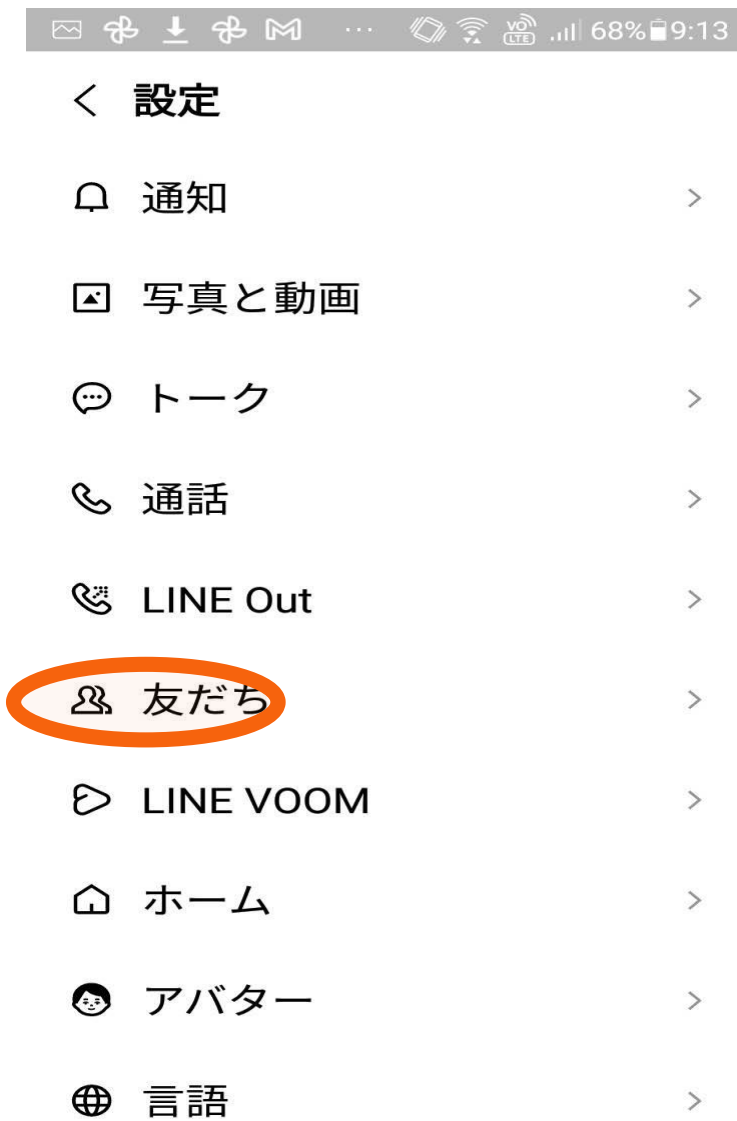 68% 9:13
設定
通知
写真と動画
トーク
通話
LINE Out
友だち
LINE VOOM
ホーム
アバター
言語